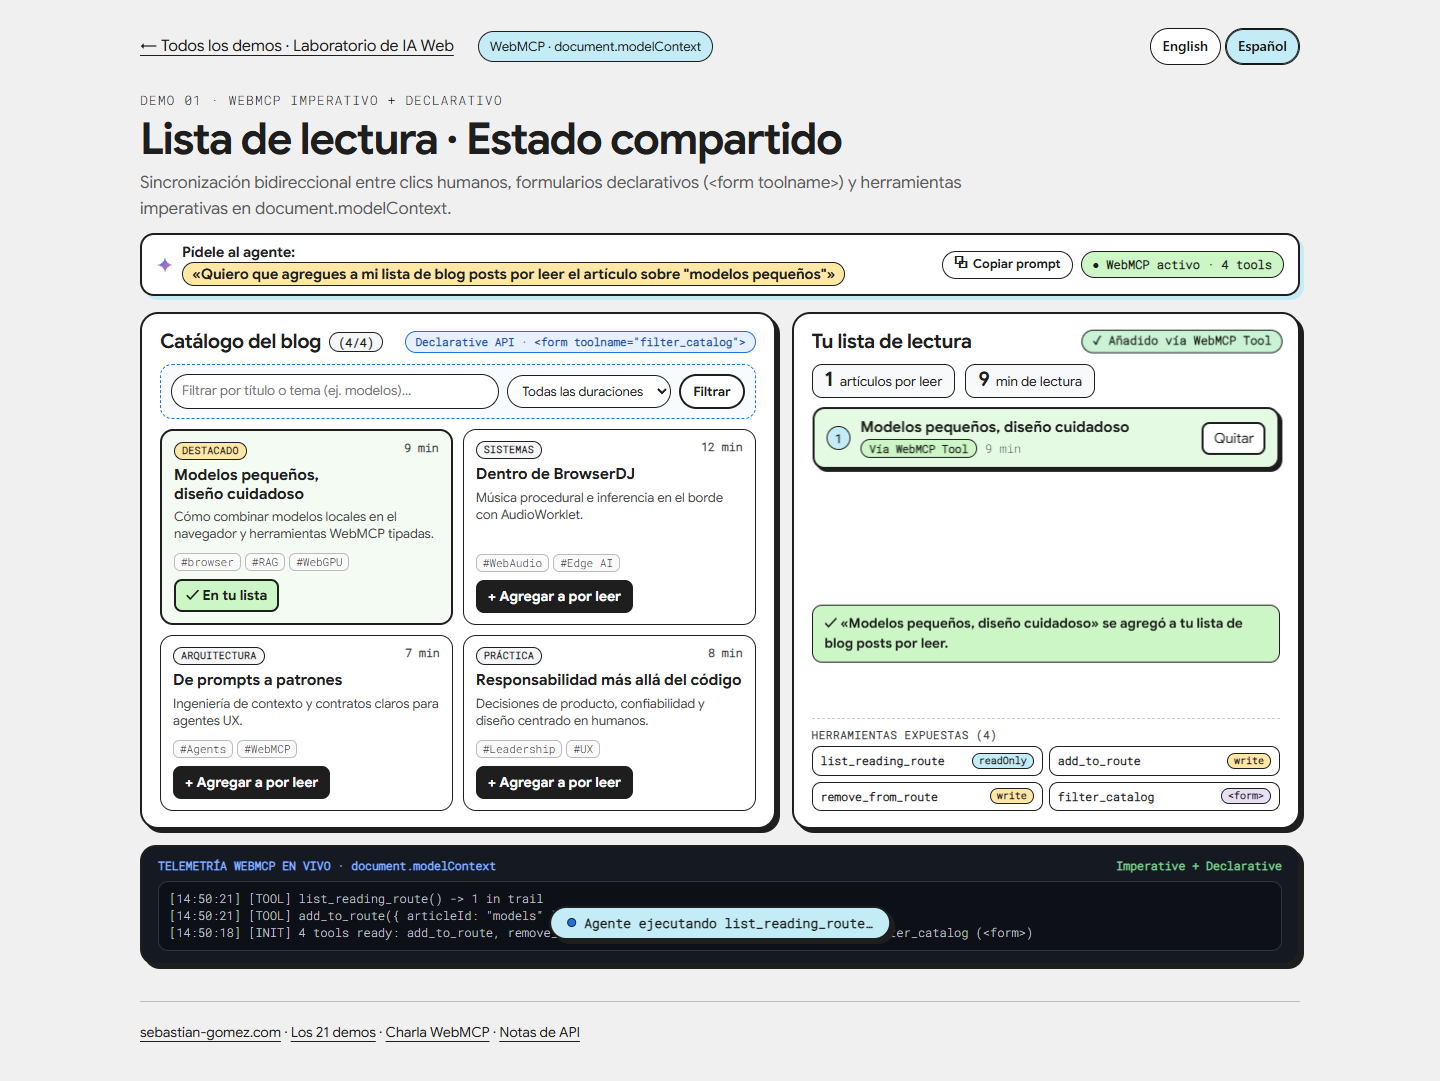 ← Todos los demos · Laboratorio de IA Web
WebMCP · document.modelContext
English
Español
DEMO 01 · WEBMCP IMPERATIVO + DECLARATIVO
Lista de lectura · Estado compartido
Sincronización bidireccional entre clics humanos, formularios declarativos (<form toolname>) y herramientas
imperativas en document.modelContext.
Pídele al agente:
«Quiero que agregues a mi lista de blog posts por leer el artículo sobre "modelos pequeños"»
Copiar prompt
● WebMCP activo · 4 tools
Catálogo del blog (4/4)
Declarative API · <form toolname="filter_catalog">
Filtrar por título o tema (ej. modelos)...
Todas las duraciones
Filtrar
DESTACADO 9 min
Modelos pequeños,
diseño cuidadoso
Cómo combinar modelos locales en el
navegador y herramientas WebMCP tipadas.
#browser #RAG #WebGPU
✓ En tu lista
SISTEMAS 12 min
Dentro de BrowserDJ
Música procedural e inferencia en el borde
con AudioWorklet.
#WebAudio #Edge AI
+ Agregar a por leer
ARQUITECTURA 7 min
De prompts a patrones
Ingeniería de contexto y contratos claros para
agentes UX.
#Agents #WebMCP
+ Agregar a por leer
PRÁCTICA 8 min
Responsabilidad más allá del código
Decisiones de producto, confiabilidad y
diseño centrado en humanos.
#Leadership #UX
+ Agregar a por leer
Tu lista de lectura
✓ Añadido vía WebMCP Tool
1 artículos por leer
9 min de lectura
1
Modelos pequeños, diseño cuidadoso
Vía WebMCP Tool 9 min
Quitar
✓ «Modelos pequeños, diseño cuidadoso» se agregó a tu lista de
blog posts por leer.
HERRAMIENTAS EXPUESTAS (4)
list_reading_route readOnly
add_to_route write
remove_from_route write
filter_catalog <form>
TELEMETRÍA WEBMCP EN VIVO · document.modelContext
Imperative + Declarative
[14:50:21] [TOOL] list_reading_route() -> 1 in trail
[14:50:21] [TOOL] add_to_route({ articleId: "models"
[14:50:18] [INIT] 4 tools ready: add_to_route, remove_ ter_catalog (<form>)
Agente ejecutando list_reading_route…
sebastian-gomez.com · Los 21 demos · Charla WebMCP · Notas de API